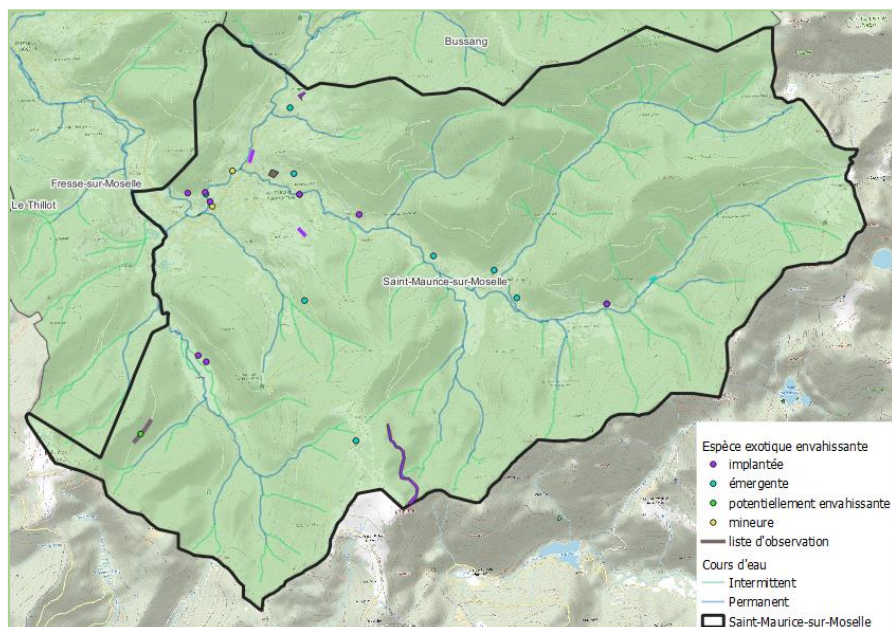 Bussang
Fresse-sur-Moselle
Le Thillot
Saint-Maurice-sur-Moselle
Espèce exotique envahissante
implantée
émergente
potentiellement envahissante
mineure
liste d'observation
Cours d'eau
Intermittent
Permanent
Saint-Maurice-sur-Moselle